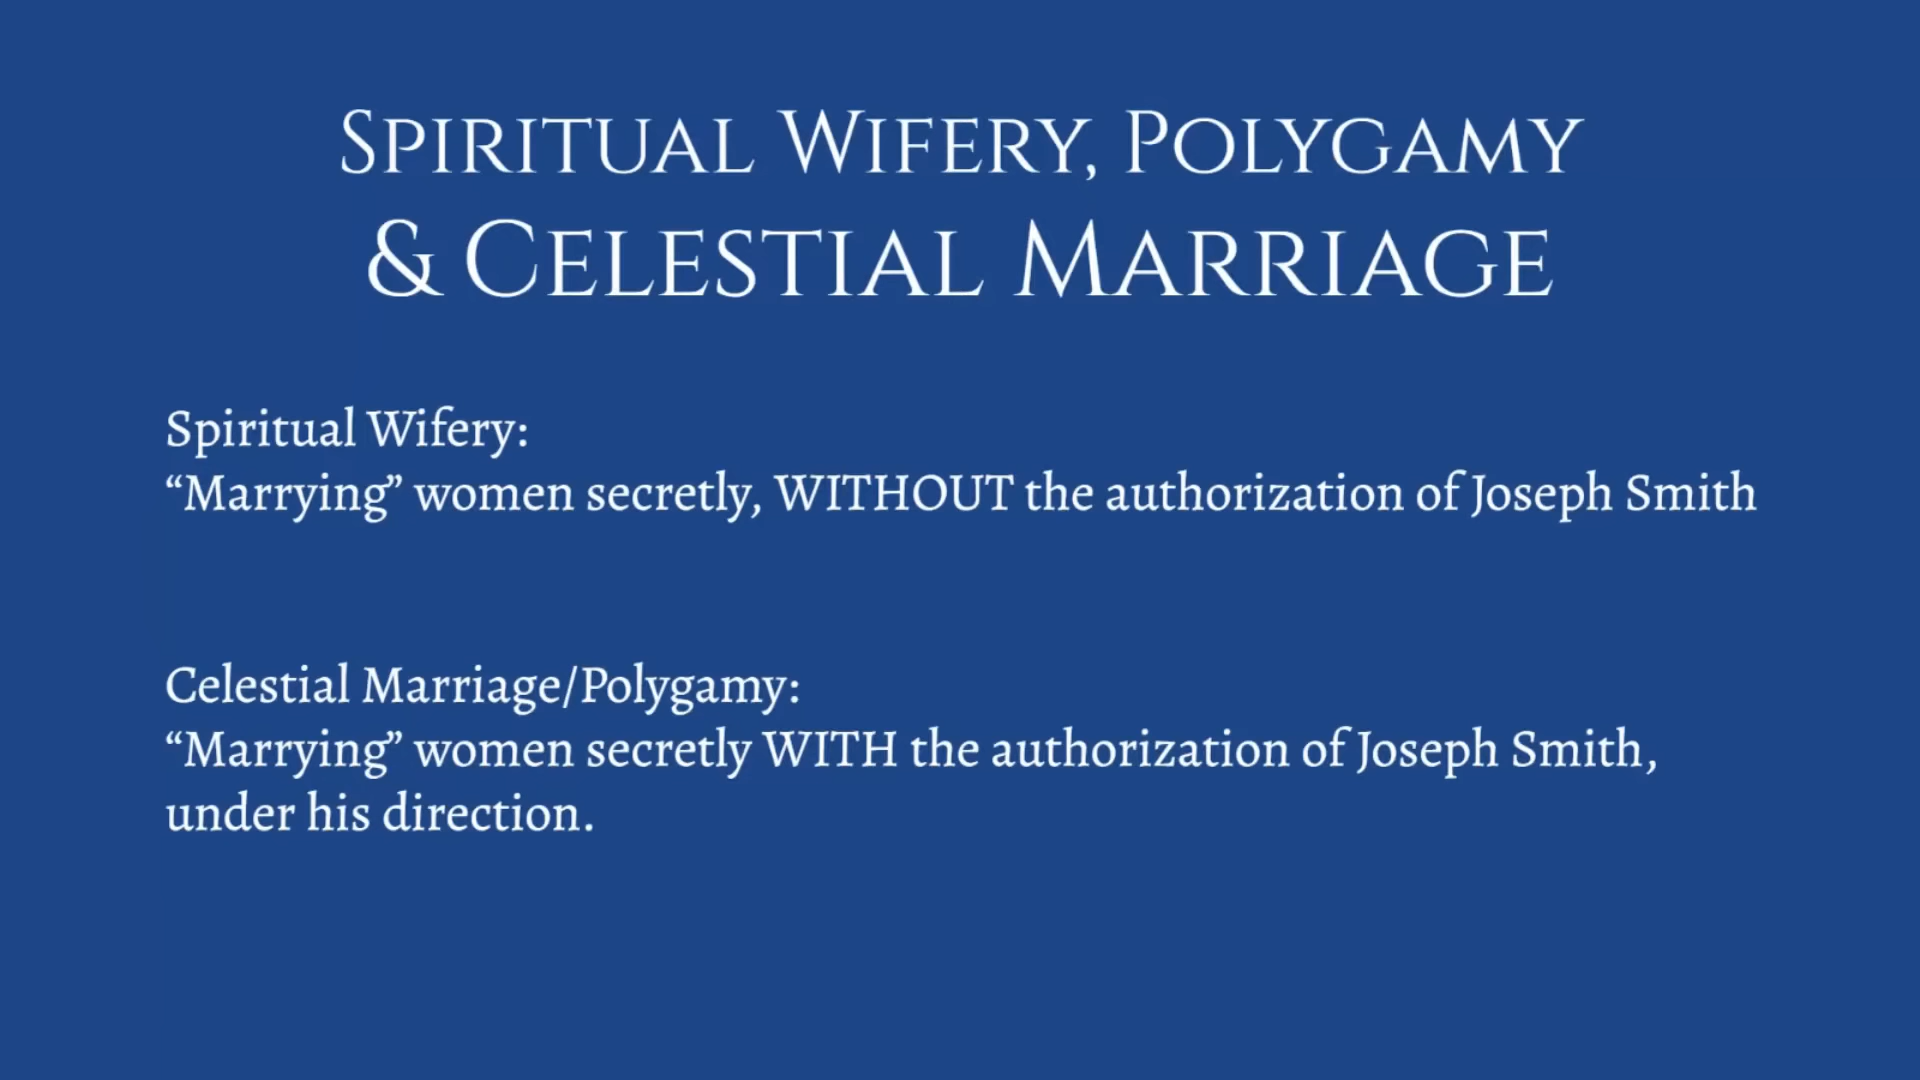 Spiritual Wifery, Polygamy
& Celestial Marriage
Spiritual Wifery:
“Marrying” women secretly, WITHOUT the authorization of Joseph Smith
Celestial Marriage/Polygamy:
“Marrying” women secretly WITH the authorization of Joseph Smith,
under his direction.